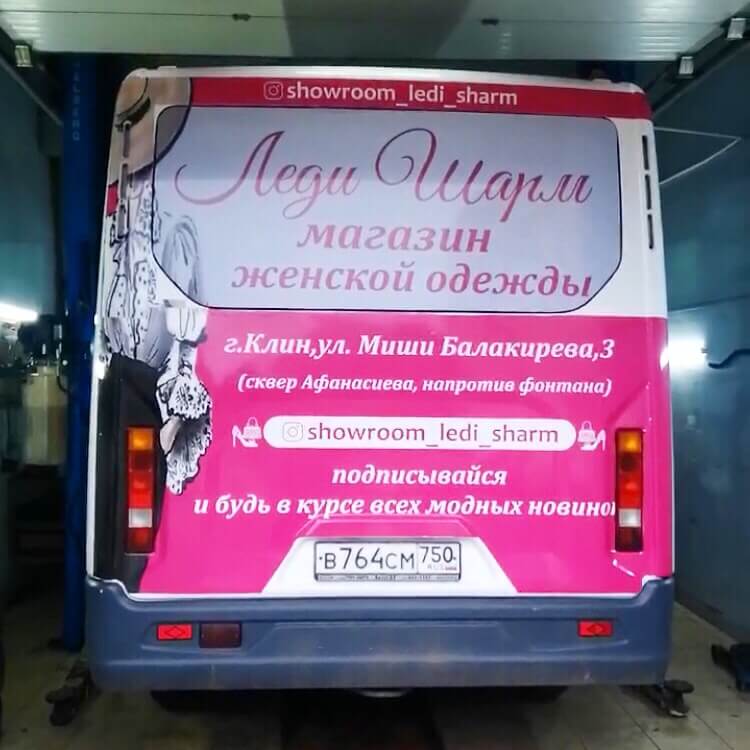 showroom_ledi_sharm
Леди Шарм
магазин
женской одежды
г.Клин,ул. Миши Балакирева,3
(сквер Афанасиева, напротив фонтана)
showroom_ledi_sharm
подписывайся
и будь в курсе всех модных новино
В764СМ 750
RUS